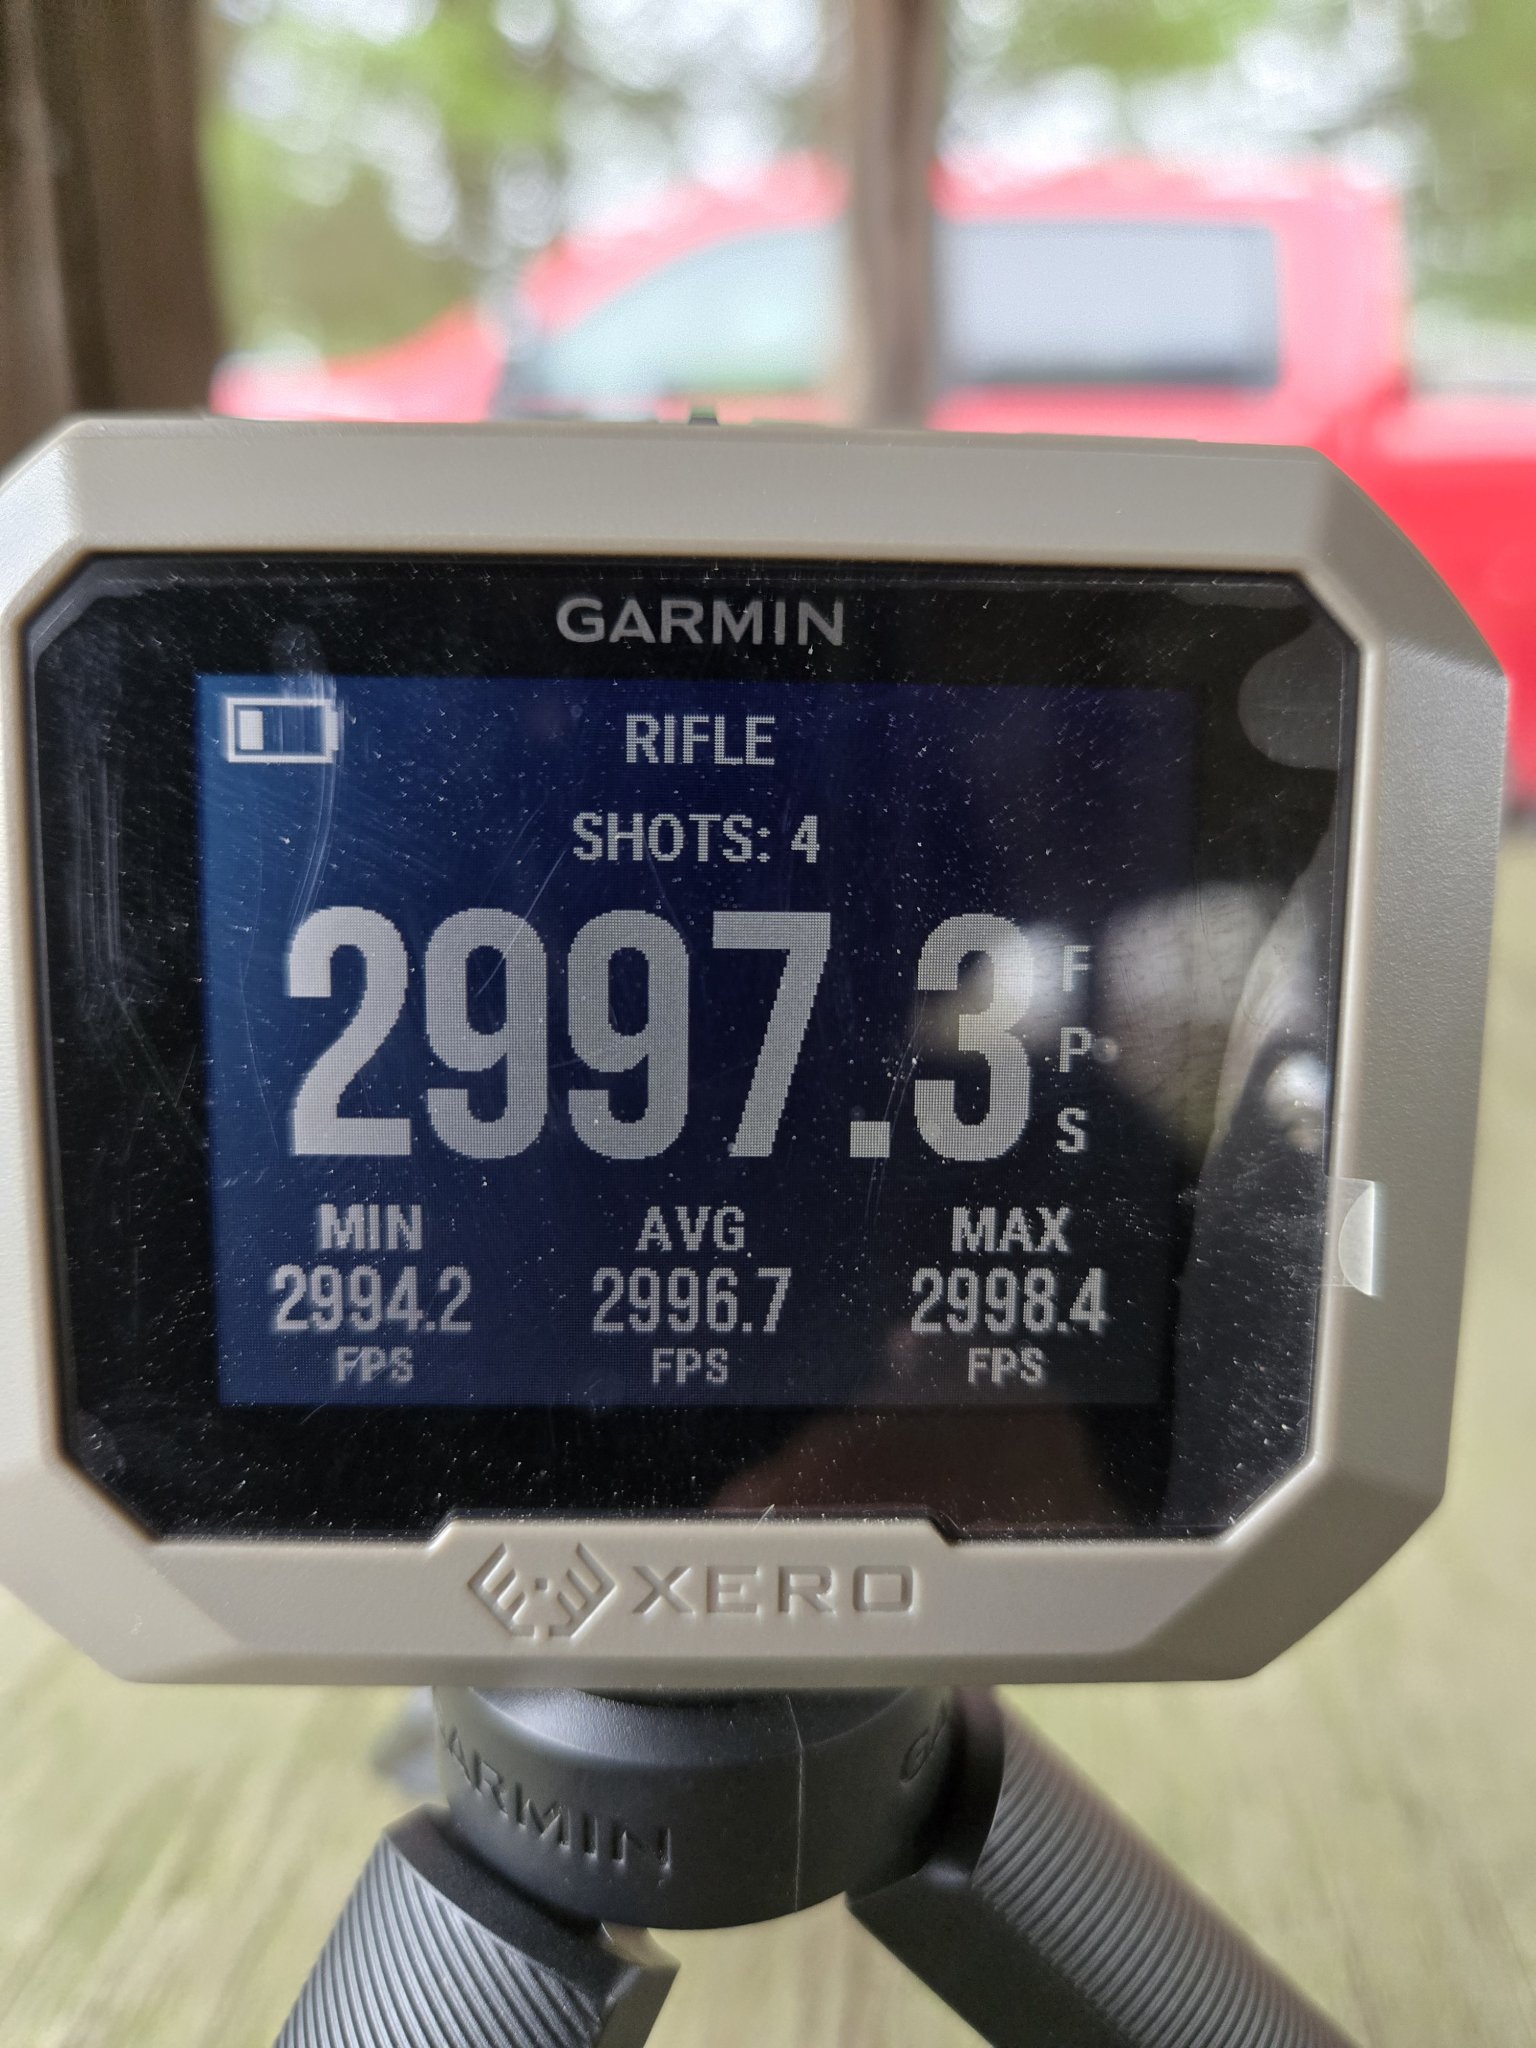 GARMIN
RIFLE
SHOTS: 4
2997.3 FPS
MIN AVG MAX
2994.2 2996.7 2998.4
FPS FPS FPS
XERO
GARMIN